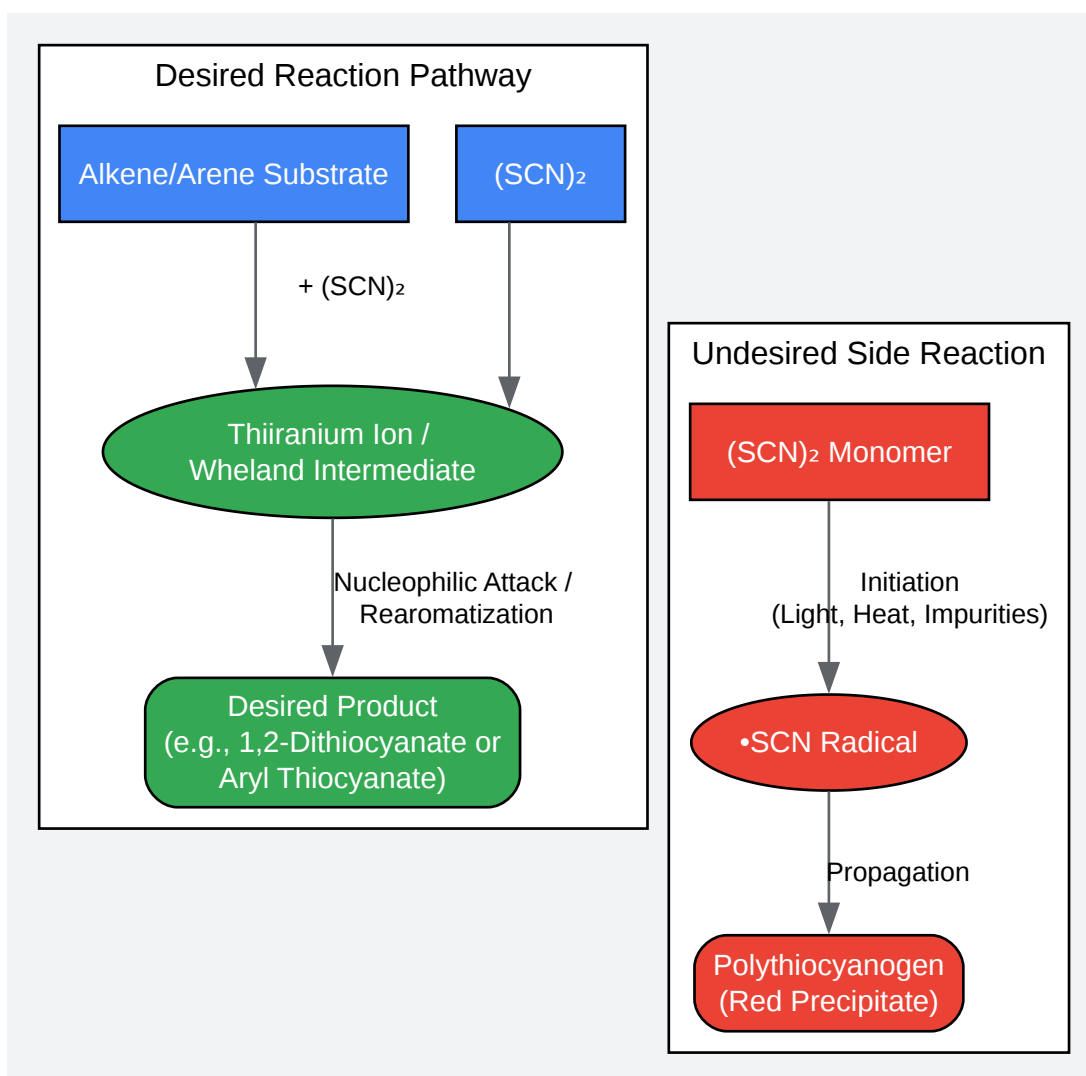 Desired Reaction Pathway
Alkene/Arene Substrate
(SCN)₂
+ (SCN)₂
Thiiranium Ion /
Wheland Intermediate
Nucleophilic Attack /
Rearomatization
Desired Product
(e.g., 1,2-Dithiocyanate or
Aryl Thiocyanate)
Undesired Side Reaction
(SCN)₂ Monomer
Initiation
(Light, Heat, Impurities)
•SCN Radical
Propagation
Polythiocyanogen
(Red Precipitate)